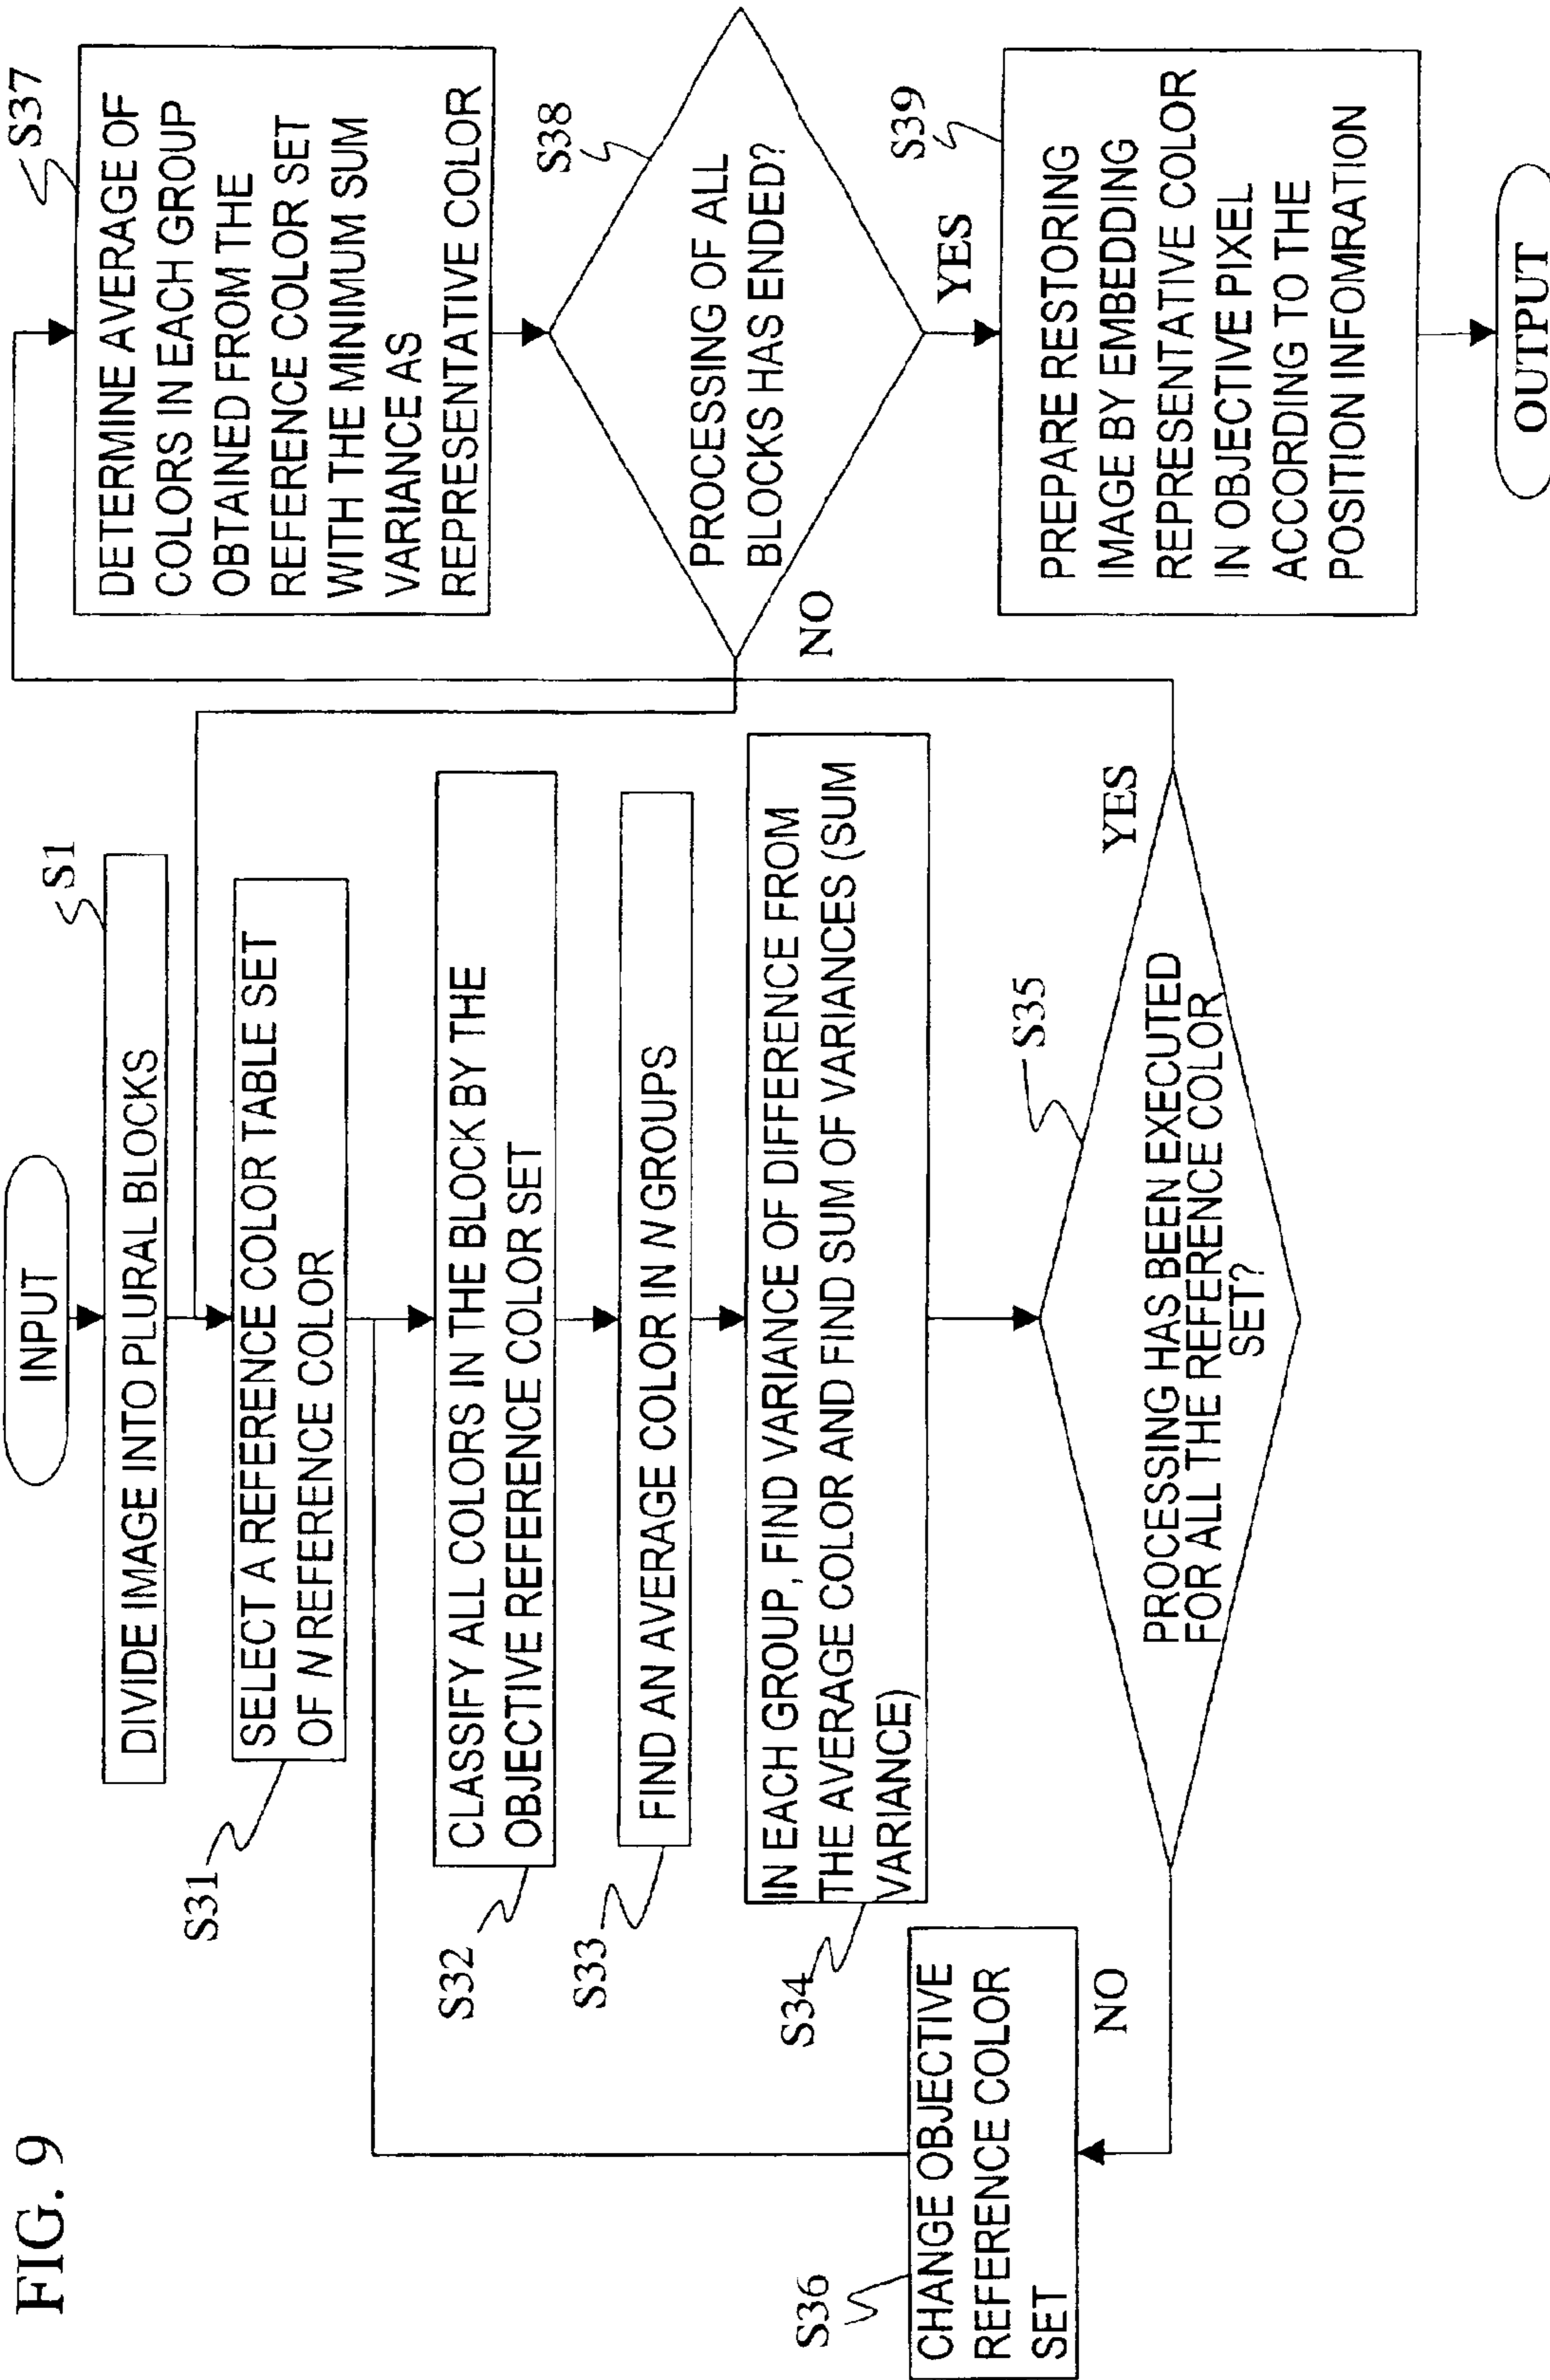 FIG. 9
INPUT
S1
DIVIDE IMAGE INTO PLURAL BLOCKS
S31
SELECT A REFERENCE COLOR TABLE SET
OF N REFERENCE COLOR
S32
CLASSIFY ALL COLORS IN THE BLOCK BY THE
OBJECTIVE REFERENCE COLOR SET
S33
FIND AN AVERAGE COLOR IN N GROUPS
S34
IN EACH GROUP, FIND VARIANCE OF DIFFERENCE FROM
THE AVERAGE COLOR AND FIND SUM OF VARIANCES (SUM
VARIANCE)
S35
PROCESSING HAS BEEN EXECUTED
FOR ALL THE REFERENCE COLOR
SET?
YES
NO
S36
CHANGE OBJECTIVE
REFERENCE COLOR
SET
S37
DETERMINE AVERAGE OF
COLORS IN EACH GROUP
OBTAINED FROM THE
REFERENCE COLOR SET
WITH THE MINIMUM SUM
VARIANCE AS
REPRESENTATIVE COLOR
S38
PROCESSING OF ALL
BLOCKS HAS ENDED?
NO
YES
S39
PREPARE RESTORING
IMAGE BY EMBEDDING
REPRESENTATIVE COLOR
IN OBJECTIVE PIXEL
ACCORDING TO THE
POSITION INFOMRATION
OUTPUT